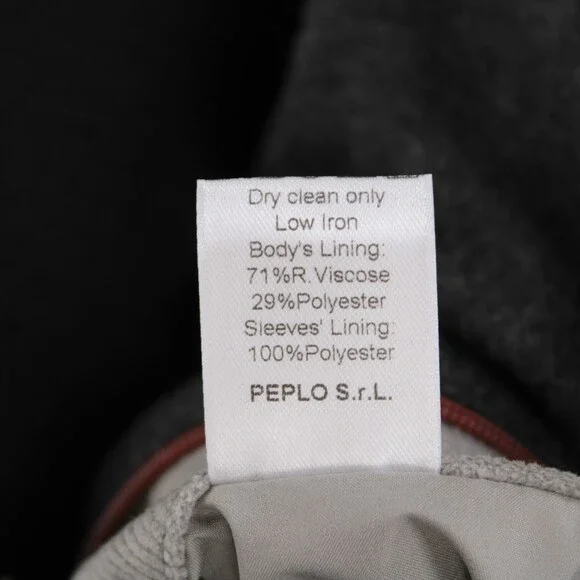 Dry clean only
Low Iron
Body's Lining:
71%R.Viscose
29%Polyester
Sleeves' Lining:
100%Polyester
PEPLO S.r.L.